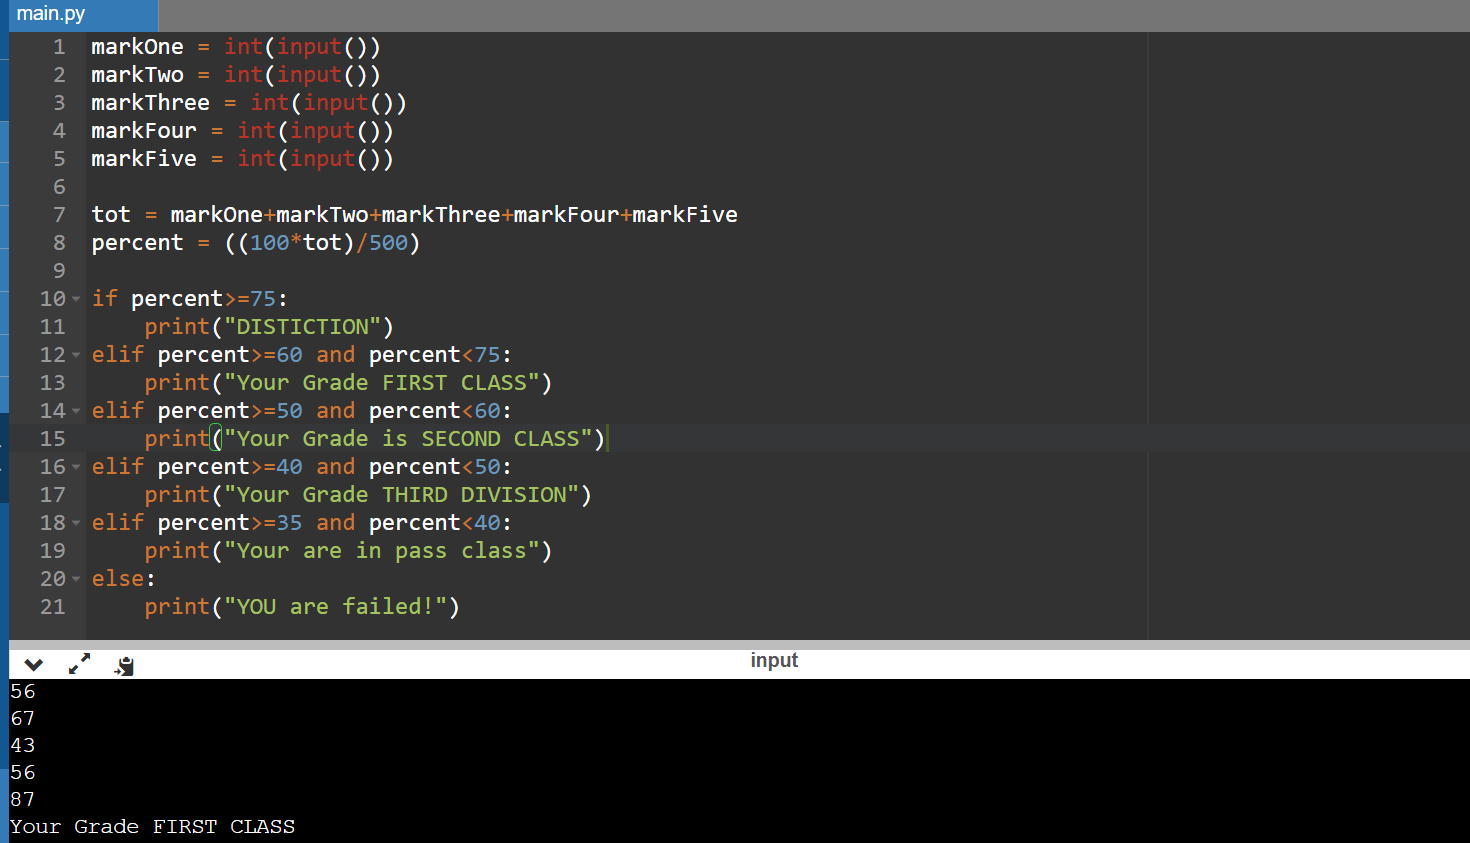 main.py
1 markOne = int(input())
2 markTwo = int(input())
3 markThree = int(input())
4 markFour = int(input())
5 markFive = int(input())
6
7 tot = markOne+markTwo+markThree+markFour+markFive
8 percent = ((100*tot)/500)
9
10 if percent>=75:
11     print("DISTICTION")
12 elif percent>=60 and percent<75:
13     print("Your Grade FIRST CLASS")
14 elif percent>=50 and percent<60:
15     print("Your Grade is SECOND CLASS")
16 elif percent>=40 and percent<50:
17     print("Your Grade THIRD DIVISION")
18 elif percent>=35 and percent<40:
19     print("Your are in pass class")
20 else:
21     print("YOU are failed!")
input
56
67
43
56
87
Your Grade FIRST CLASS